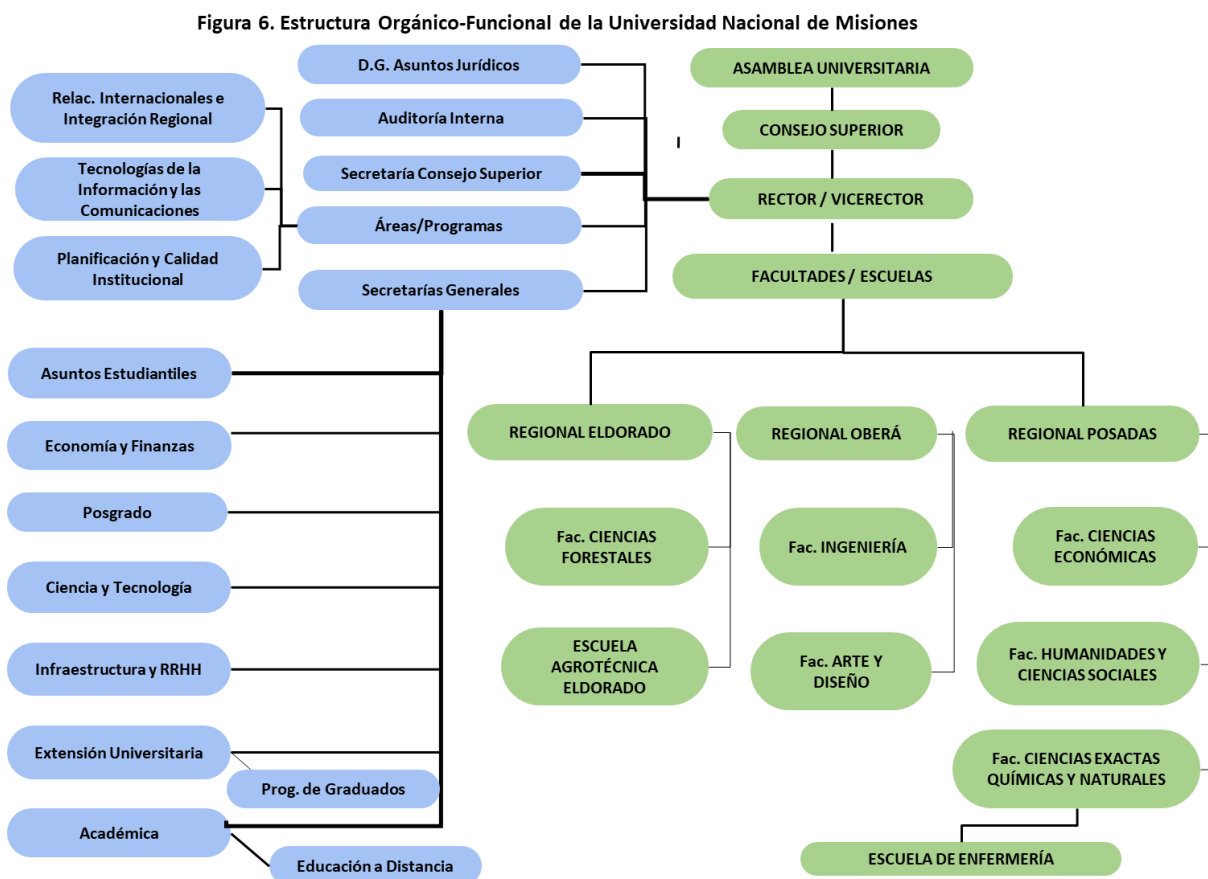 Figura 6. Estructura Orgánico-Funcional de la Universidad Nacional de Misiones
D.G. Asuntos Jurídicos
Auditoría Interna
Secretaría Consejo Superior
Áreas/Programas
Secretarías Generales
Relac. Internacionales e
Integración Regional
Tecnologías de la
Información y las
Comunicaciones
Planificación y Calidad
Institucional
Asuntos Estudiantiles
Economía y Finanzas
Posgrado
Ciencia y Tecnología
Infraestructura y RRHH
Extensión Universitaria
Prog. de Graduados
Académica
Educación a Distancia
ASAMBLEA UNIVERSITARIA
CONSEJO SUPERIOR
RECTOR / VICERECTOR
FACULTADES / ESCUELAS
REGIONAL ELDORADO
Fac. CIENCIAS
FORESTALES
ESCUELA
AGROTÉCNICA
ELDORADO
REGIONAL OBERÁ
Fac. INGENIERÍA
Fac. ARTE Y
DISEÑO
REGIONAL POSADAS
Fac. CIENCIAS
ECONÓMICAS
Fac. HUMANIDADES Y
CIENCIAS SOCIALES
Fac. CIENCIAS EXACTAS
QUÍMICAS Y NATURALES
ESCUELA DE ENFERMERÍA